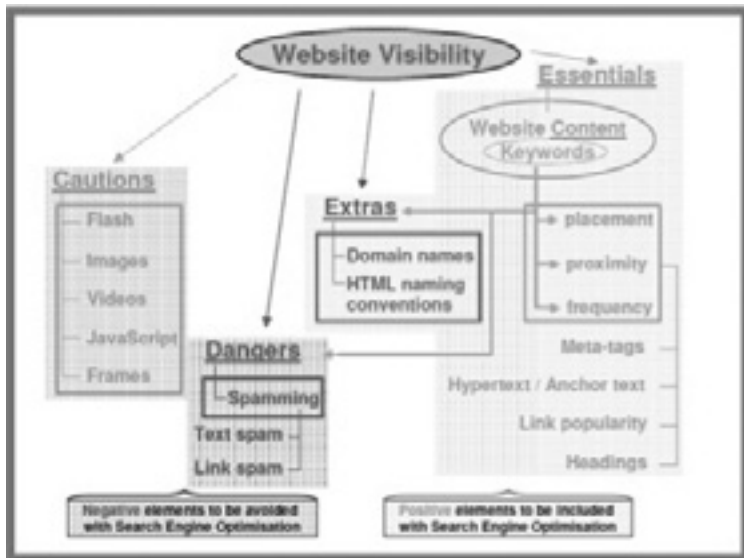 Website Visibility
Essentials
Website Content
Keywords
placement
proximity
frequency
Meta-tags
Hypertext / Anchor text
Link popularity
Headings
Extras
Domain names
HTML naming
conventions
Cautions
Flash
Images
Videos
JavaScript
Frames
Dangers
Spamming
Text spam
Link spam
Negative elements to be avoided
with Search Engine Optimisation
Positive elements to be included
with Search Engine Optimisation